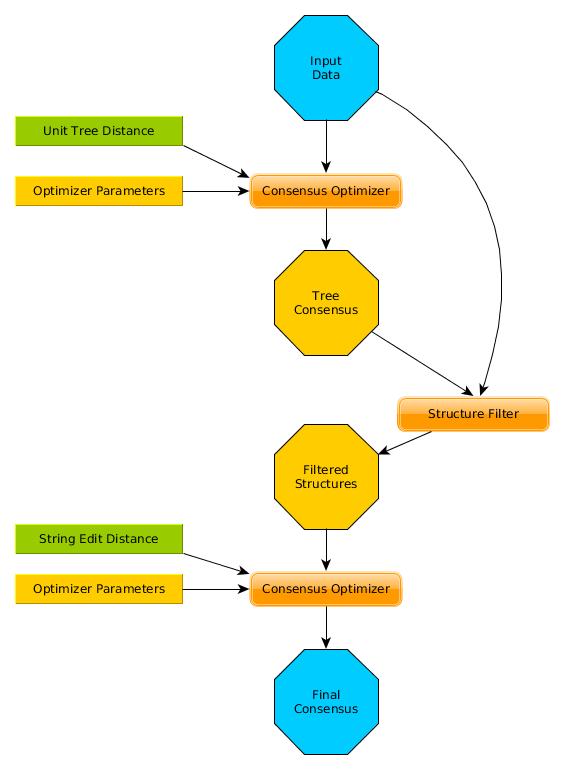 Input
Data
Unit Tree Distance
Optimizer Parameters
Consensus Optimizer
Tree
Consensus
Structure Filter
Filtered
Structures
String Edit Distance
Optimizer Parameters
Consensus Optimizer
Final
Consensus